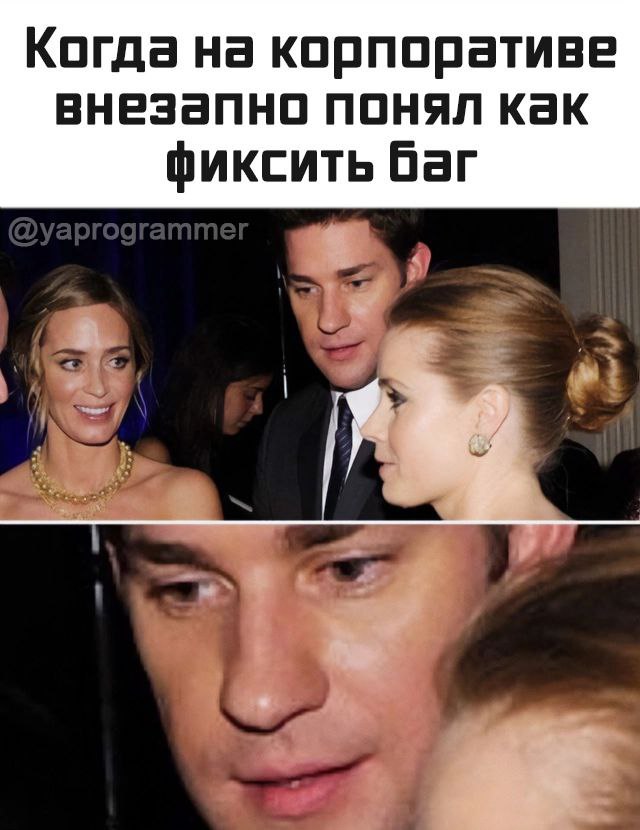 Когда на корпоративе
внезапно понял как
фиксить баг
@yaprogrammer